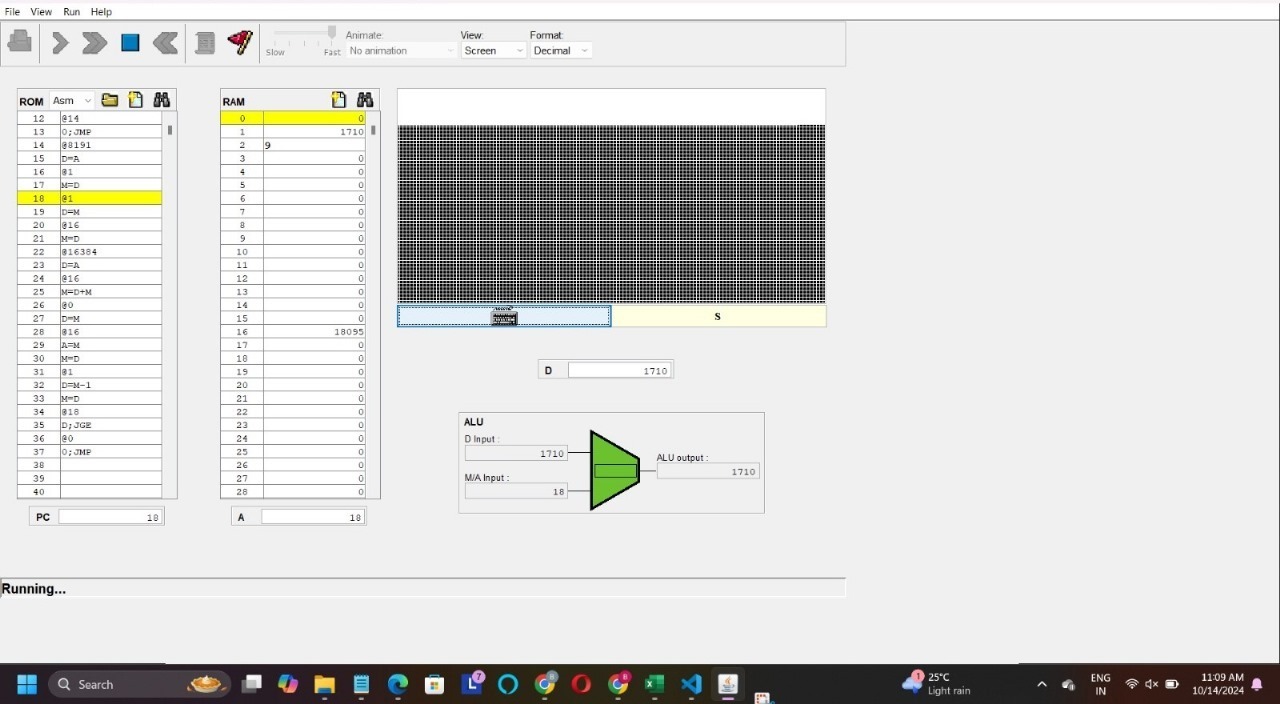 File View Run Help
Slow Fast
Animate:
No animation
View:
Screen
Format:
Decimal
ROM Asm
12 @14
13 0;JMP
14 @8191
15 D=A
16 @1
17 M=D
18 @1
19 D=M
20 @16
21 M=D
22 @16384
23 D=A
24 @16
25 M=D+M
26 @0
27 D=M
28 @16
29 A=M
30 M=D
31 @1
32 D=M-1
33 M=D
34 @18
35 D;JGE
36 @0
37 0;JMP
38
39
40
PC 18
RAM
0 0
1 1710
2 9
3 0
4 0
5 0
6 0
7 0
8 0
9 0
10 0
11 0
12 0
13 0
14 0
15 0
16 18095
17 0
18 0
19 0
20 0
21 0
22 0
23 0
24 0
25 0
26 0
27 0
28 0
A 18
S
D 1710
ALU
D Input :
1710
M/A Input :
18
ALU output :
1710
Running...
Search
7
1
25°C
Light rain
ENG
IN
11:09 AM
10/14/2024